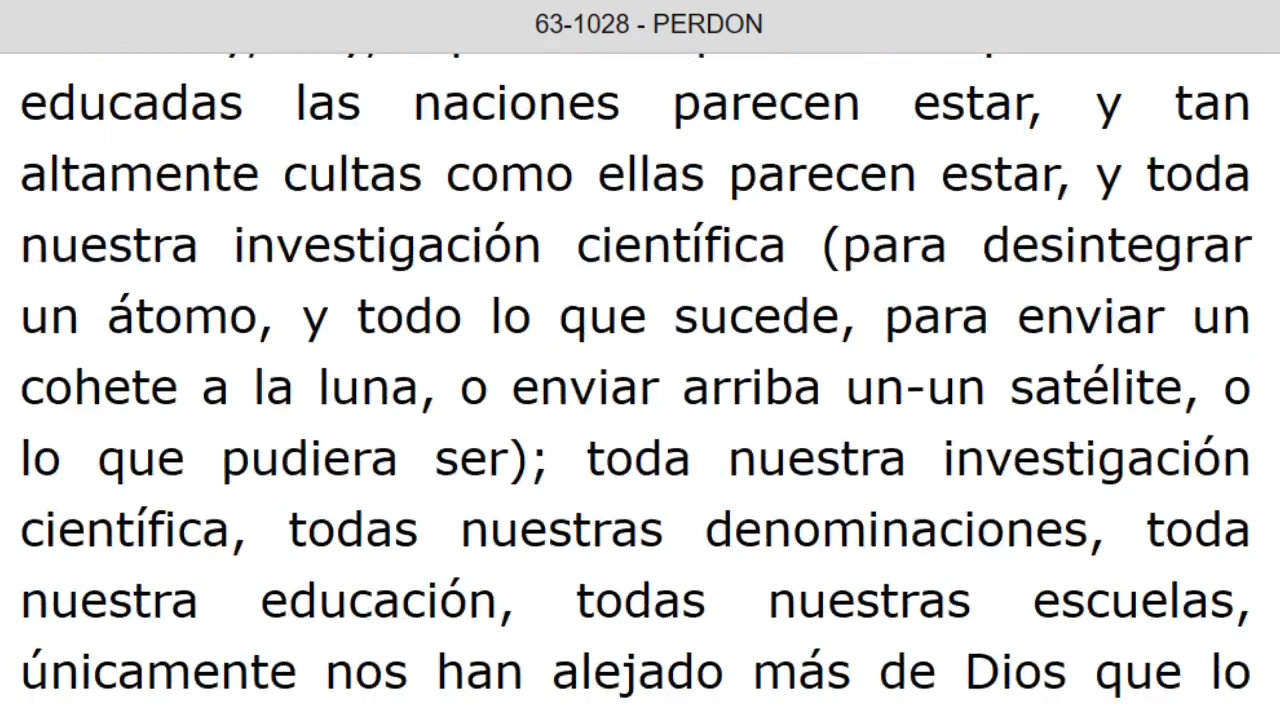 63-1028 - PERDON
educadas las naciones parecen estar, y tan
altamente cultas como ellas parecen estar, y toda
nuestra investigación científica (para desintegrar
un átomo, y todo lo que sucede, para enviar un
cohete a la luna, o enviar arriba un-un satélite, o
lo que pudiera ser); toda nuestra investigación
científica, todas nuestras denominaciones, toda
nuestra educación, todas nuestras escuelas,
únicamente nos han alejado más de Dios que lo